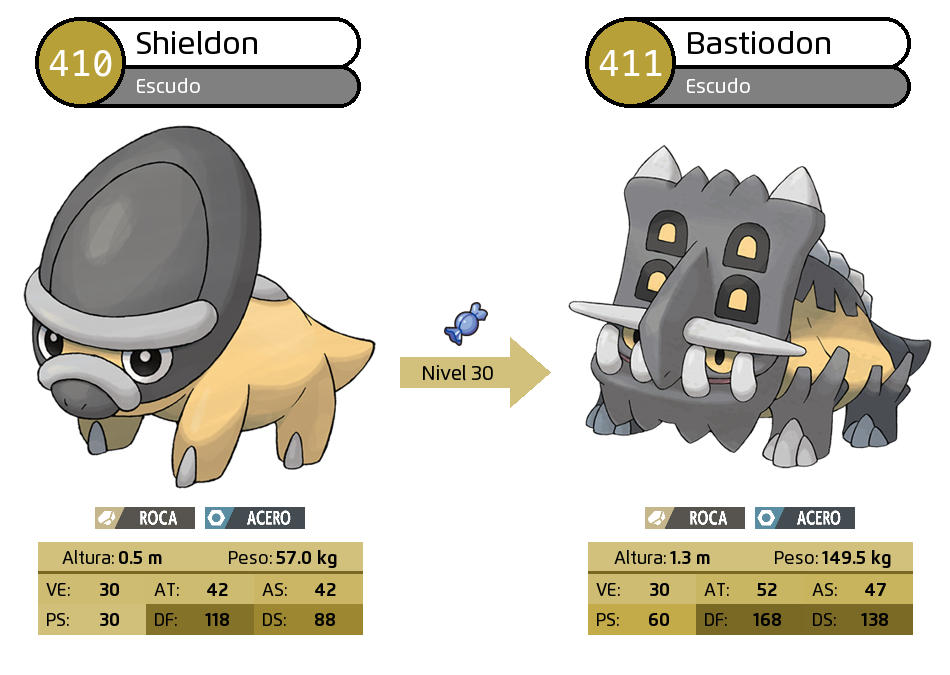 410
Shieldon
Escudo
411
Bastiodon
Escudo
Nivel 30
ROCA ACERO
Altura: 0.5 m Peso: 57.0 kg
VE: 30 AT: 42 AS: 42
PS: 30 DF: 118 DS: 88
ROCA ACERO
Altura: 1.3 m Peso: 149.5 kg
VE: 30 AT: 52 AS: 47
PS: 60 DF: 168 DS: 138